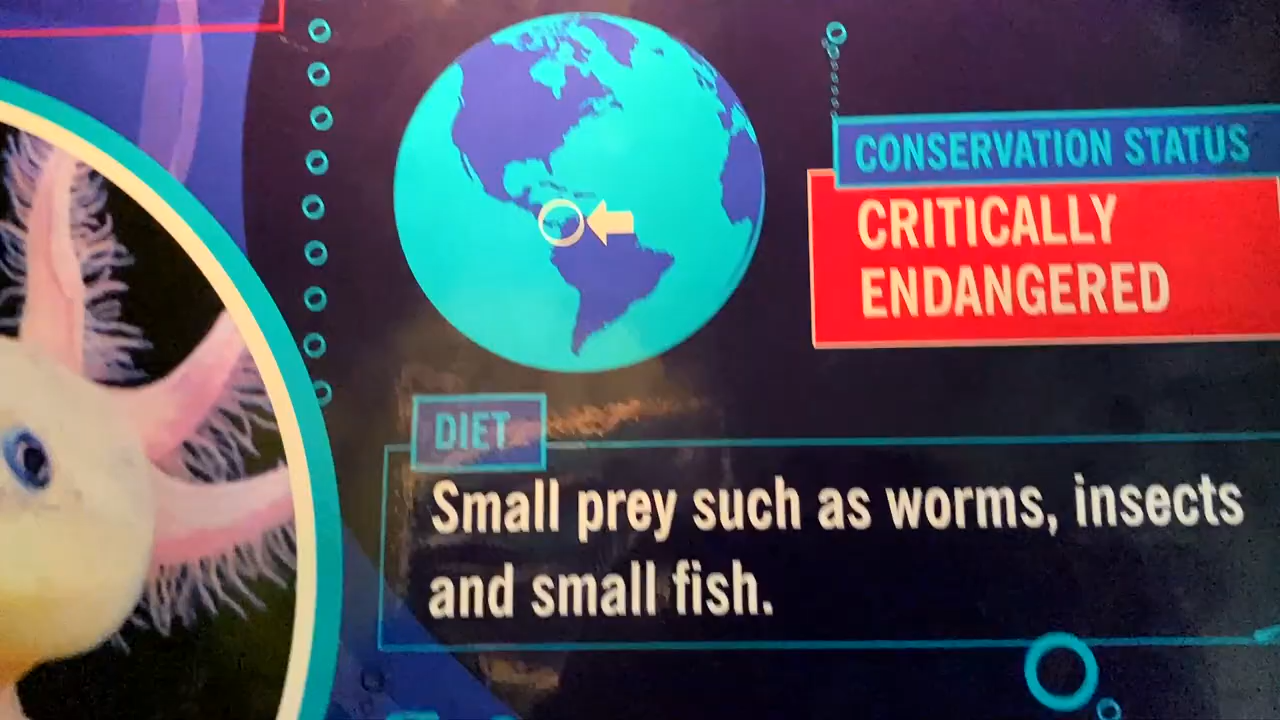 CONSERVATION STATUS
CRITICALLY
ENDANGERED
DIET
Small prey such as worms, insects
and small fish.